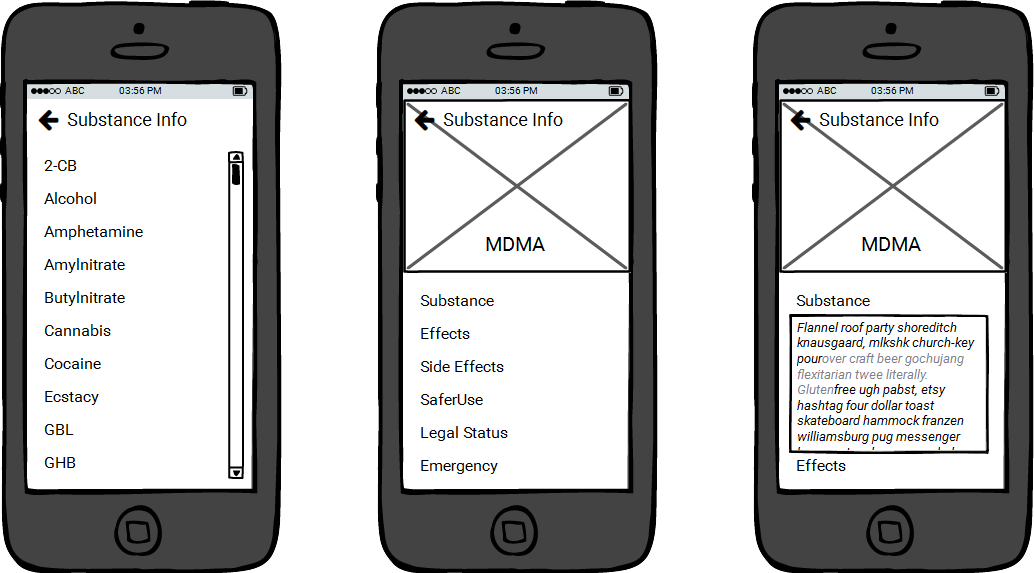 ABC 03:56 PM
Substance Info
2-CB
Alcohol
Amphetamine
Amylnitrate
Butylnitrate
Cannabis
Cocaine
Ecstacy
GBL
GHB
ABC 03:56 PM
Substance Info
MDMA
Substance
Effects
Side Effects
SaferUse
Legal Status
Emergency
ABC 03:56 PM
Substance Info
MDMA
Substance
Flannel roof party shoreditch
knausgaard, mlkshk church-key
pourover craft beer gochujang
flexitarian twee literally.
Glutenfree ugh pabst, etsy
hashtag four dollar toast
skateboard hammock franzen
williamsburg pug messenger
Effects